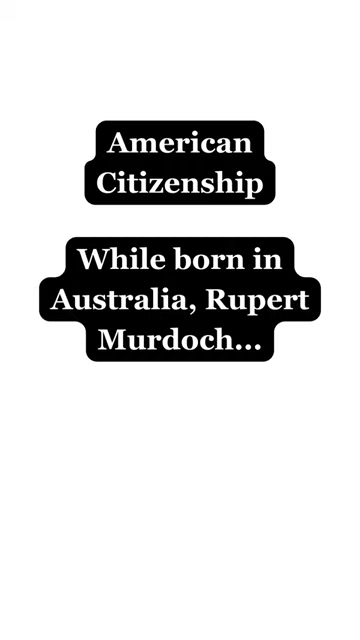 American
Citizenship
While born in
Australia, Rupert
Murdoch...